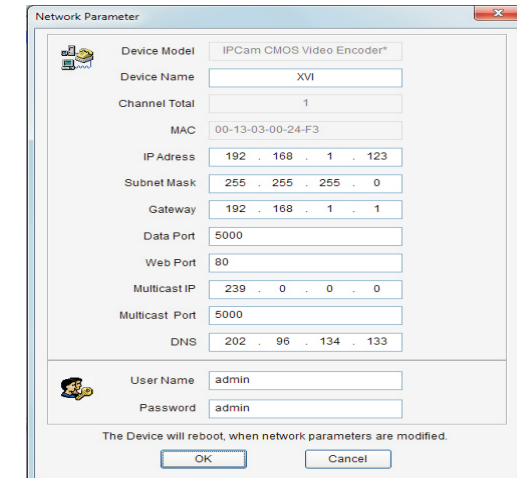 Network Parameter
Device Model IPCam CMOS Video Encoder*
Device Name XVI
Channel Total 1
MAC 00-13-03-00-24-F3
IP Adress 192 . 168 . 1 . 123
Subnet Mask 255 . 255 . 255 . 0
Gateway 192 . 168 . 1 . 1
Data Port 5000
Web Port 80
Multicast IP 239 . 0 . 0 . 0
Multicast Port 5000
DNS 202 . 96 . 134 . 133
User Name admin
Password admin
The Device will reboot, when network parameters are modified.
OK Cancel